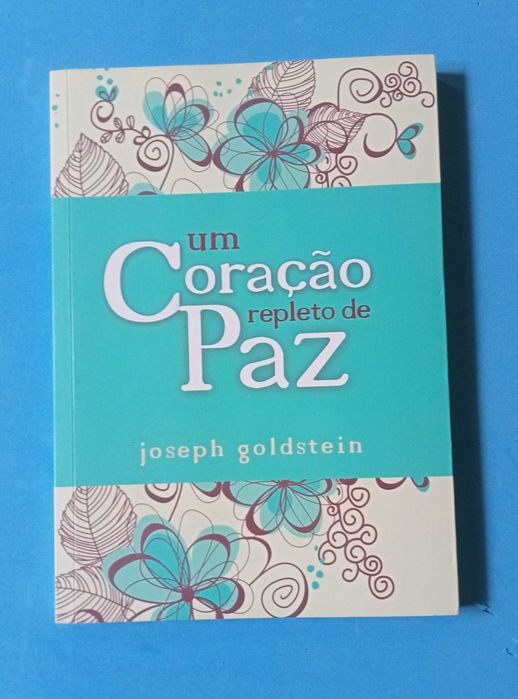 um
Coração
repleto de
Paz
joseph goldstein